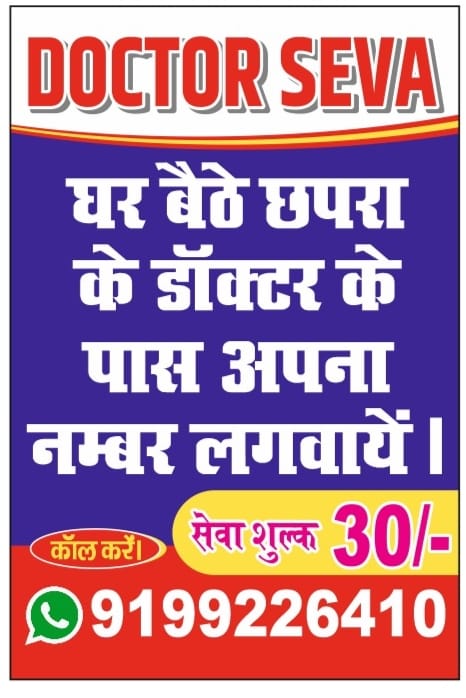 DOCTOR SEVA
घर बैठे छपरा
के डॉक्टर के
पास अपना
नम्बर लगवायें।
सेवा शुल्क 30/-
कॉल करें।
9199226410